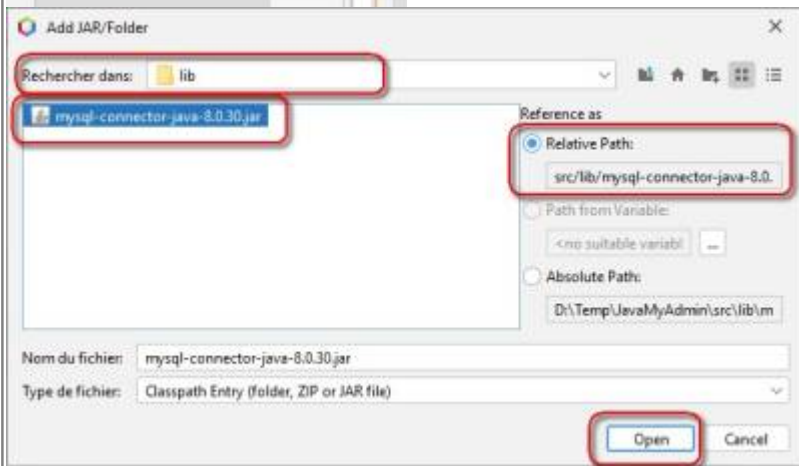 Add JAR/Folder
Rechercher dans: lib
mysql-connector-java-8.0.30.jar
Reference as
Relative Path:
src/lib/mysql-connector-java-8.0.
Path from Variable:
<no suitable variabl ...
Absolute Path:
D:\Temp\JavaMyAdmin\src\lib\m
Nom du fichier: mysql-connector-java-8.0.30.jar
Type de fichier: Classpath Entry (folder, ZIP or JAR file)
Open Cancel